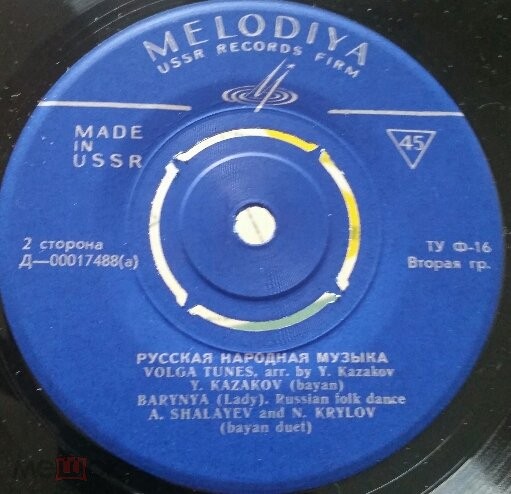 MELODIYA
USSR RECORDS FIRM
MADE
IN
USSR
45
2 сторона
Д—00017488(а)
ТУ Ф-16
Вторая гр.
РУССКАЯ НАРОДНАЯ МУЗЫКА
VOLGA TUNES, arr. by Y. Kazakov
Y. KAZAKOV (bayan)
BARYNYA (Lady). Russian folk dance
A. SHALAYEV and N. KRYLOV
(bayan duet)